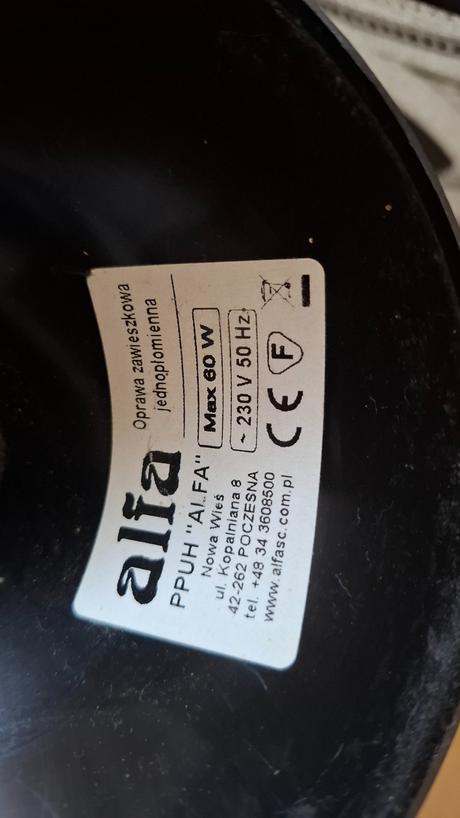 alfa
Oprawa zawieszkowa
jednopłomienna
PPUH "ALFA"
Nowa Wieś
ul. Kopalniana 8
42-262 POCZESNA
tel. +48 34 3608500
www.alfasc.com.pl
Max 60 W
~ 230 V 50 Hz
CE F